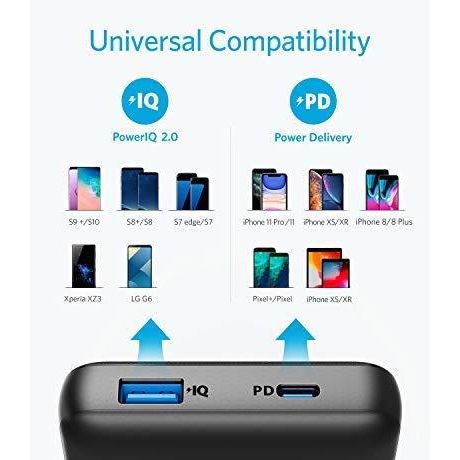 Universal Compatibility
IQ
PD
PowerIQ 2.0
Power Delivery
S9 +/S10
S8+/S8
S7 edge/S7
iPhone 11 Pro /11
iPhone XS/XR
iPhone 8/8 Plus
Xperia XZ3
LG G6
Pixel+/Pixel
iPhone XS/XR
IQ
PD